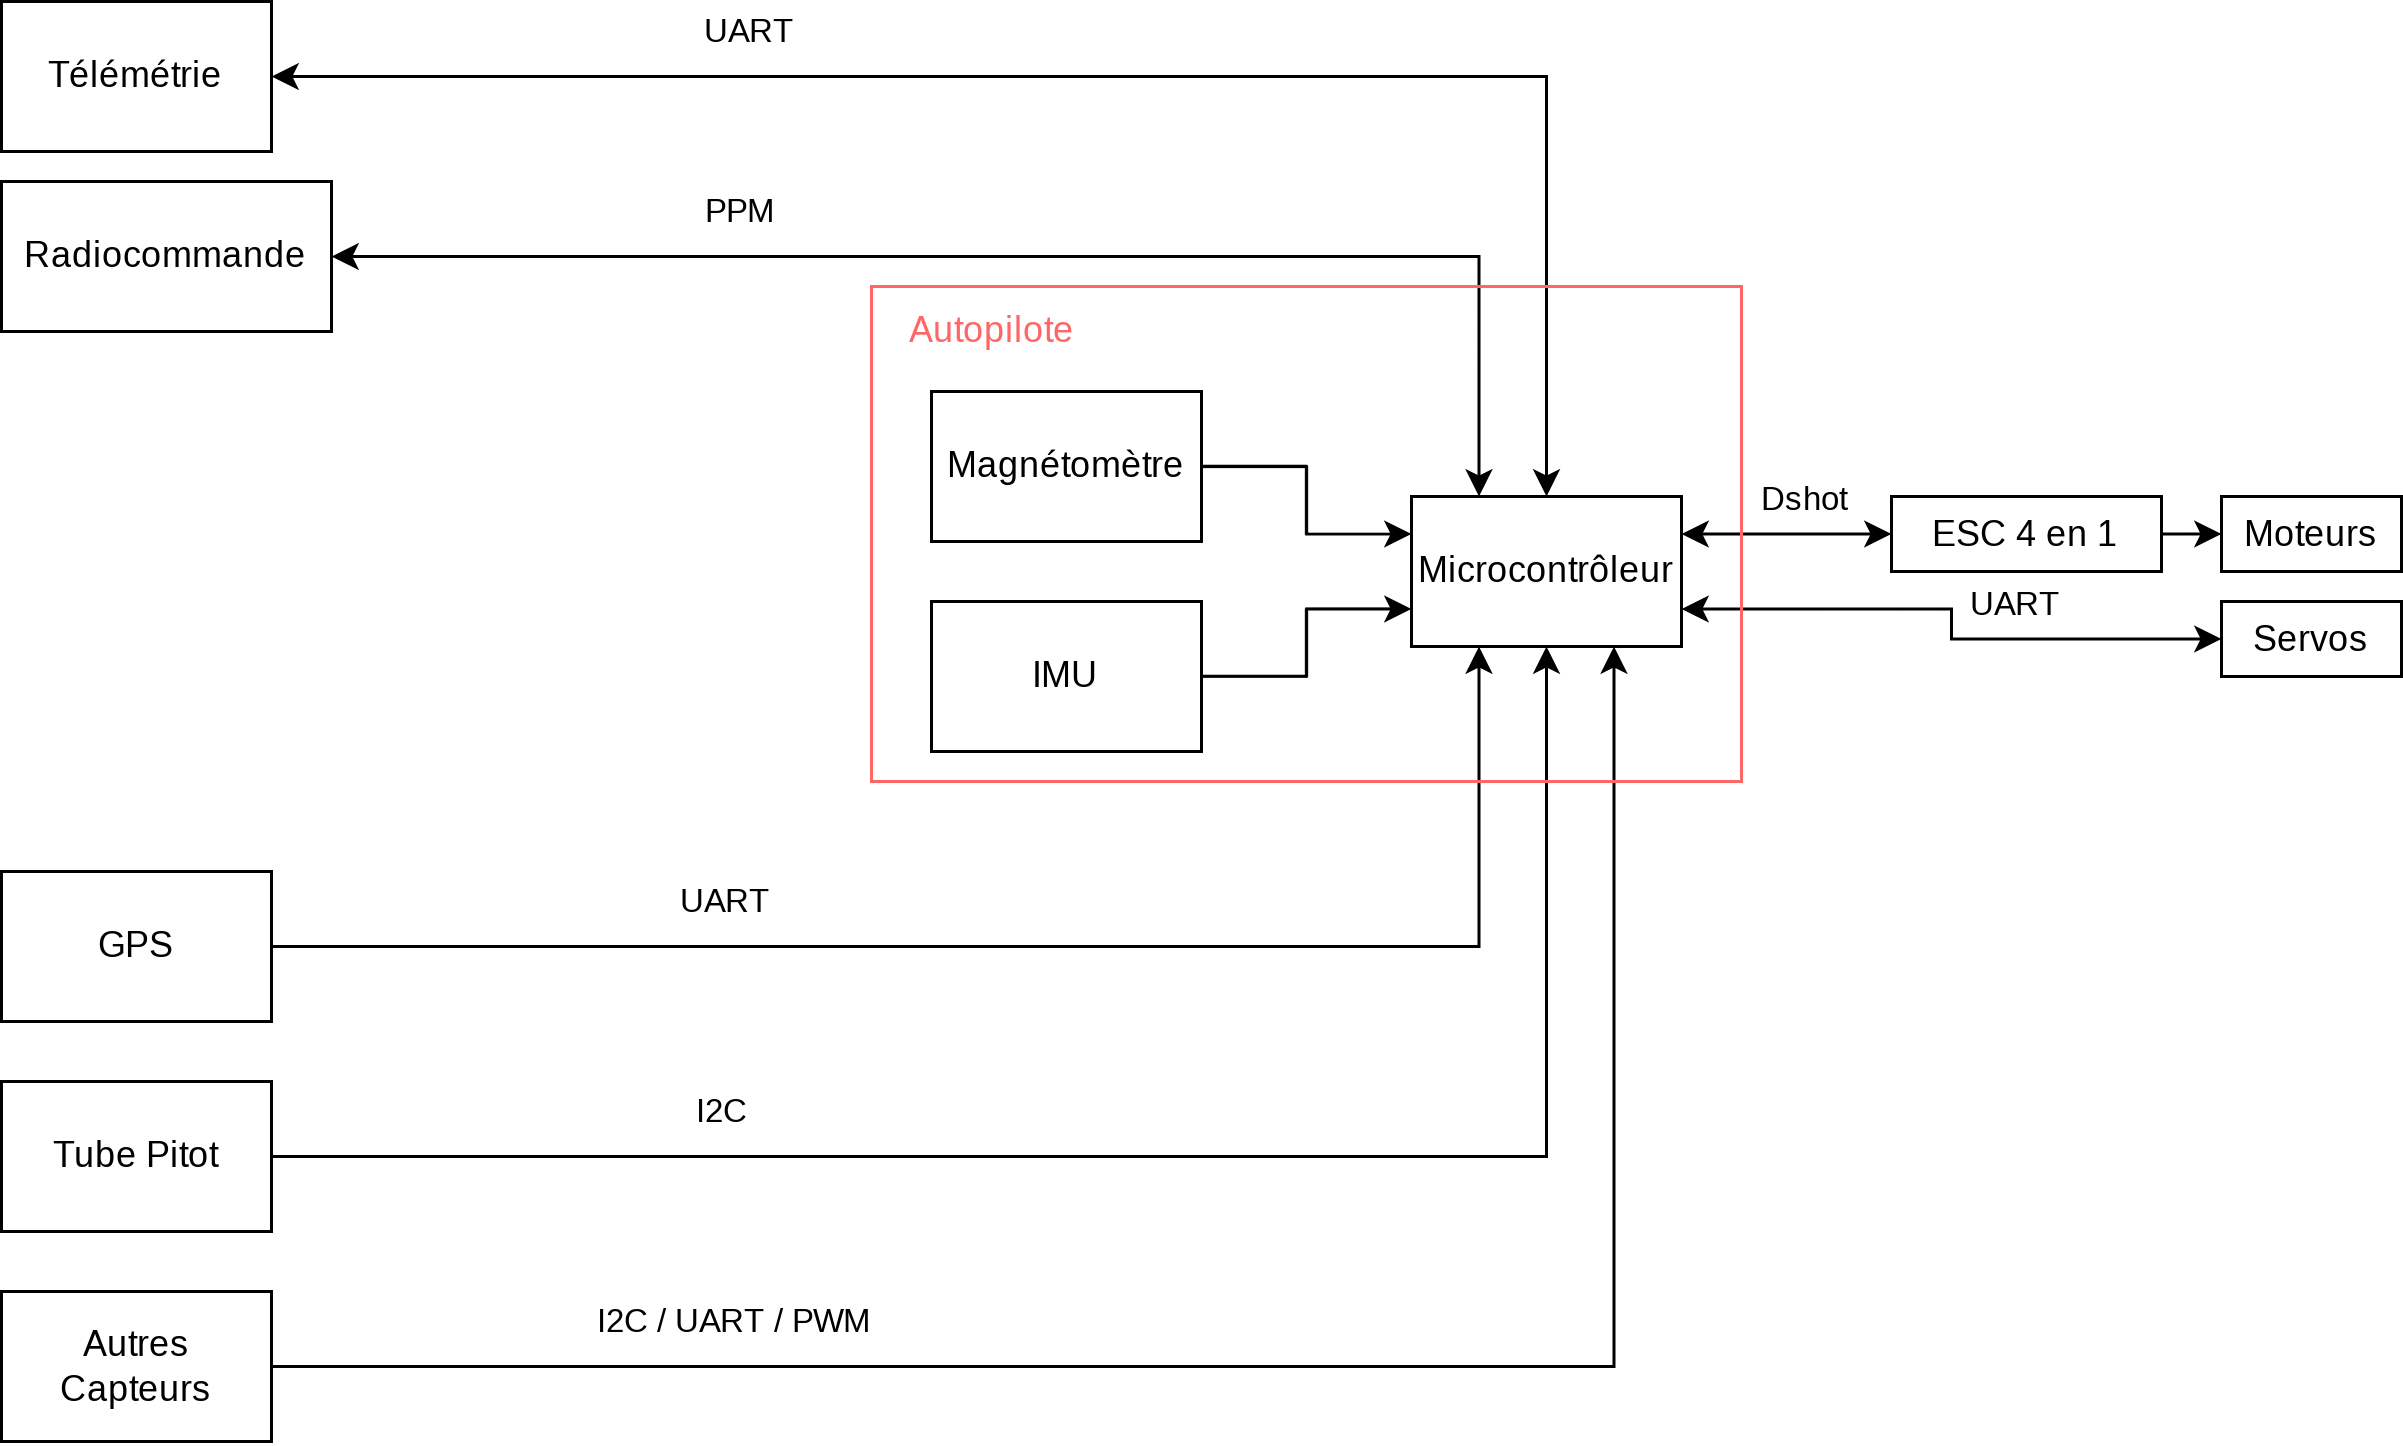 UART
Télémétrie
PPM
Radiocommande
Autopilote
Magnétomètre
Dshot
ESC 4 en 1
Moteurs
Microcontrôleur
UART
Servos
IMU
UART
GPS
I2C
Tube Pitot
I2C / UART / PWM
Autres
Capteurs